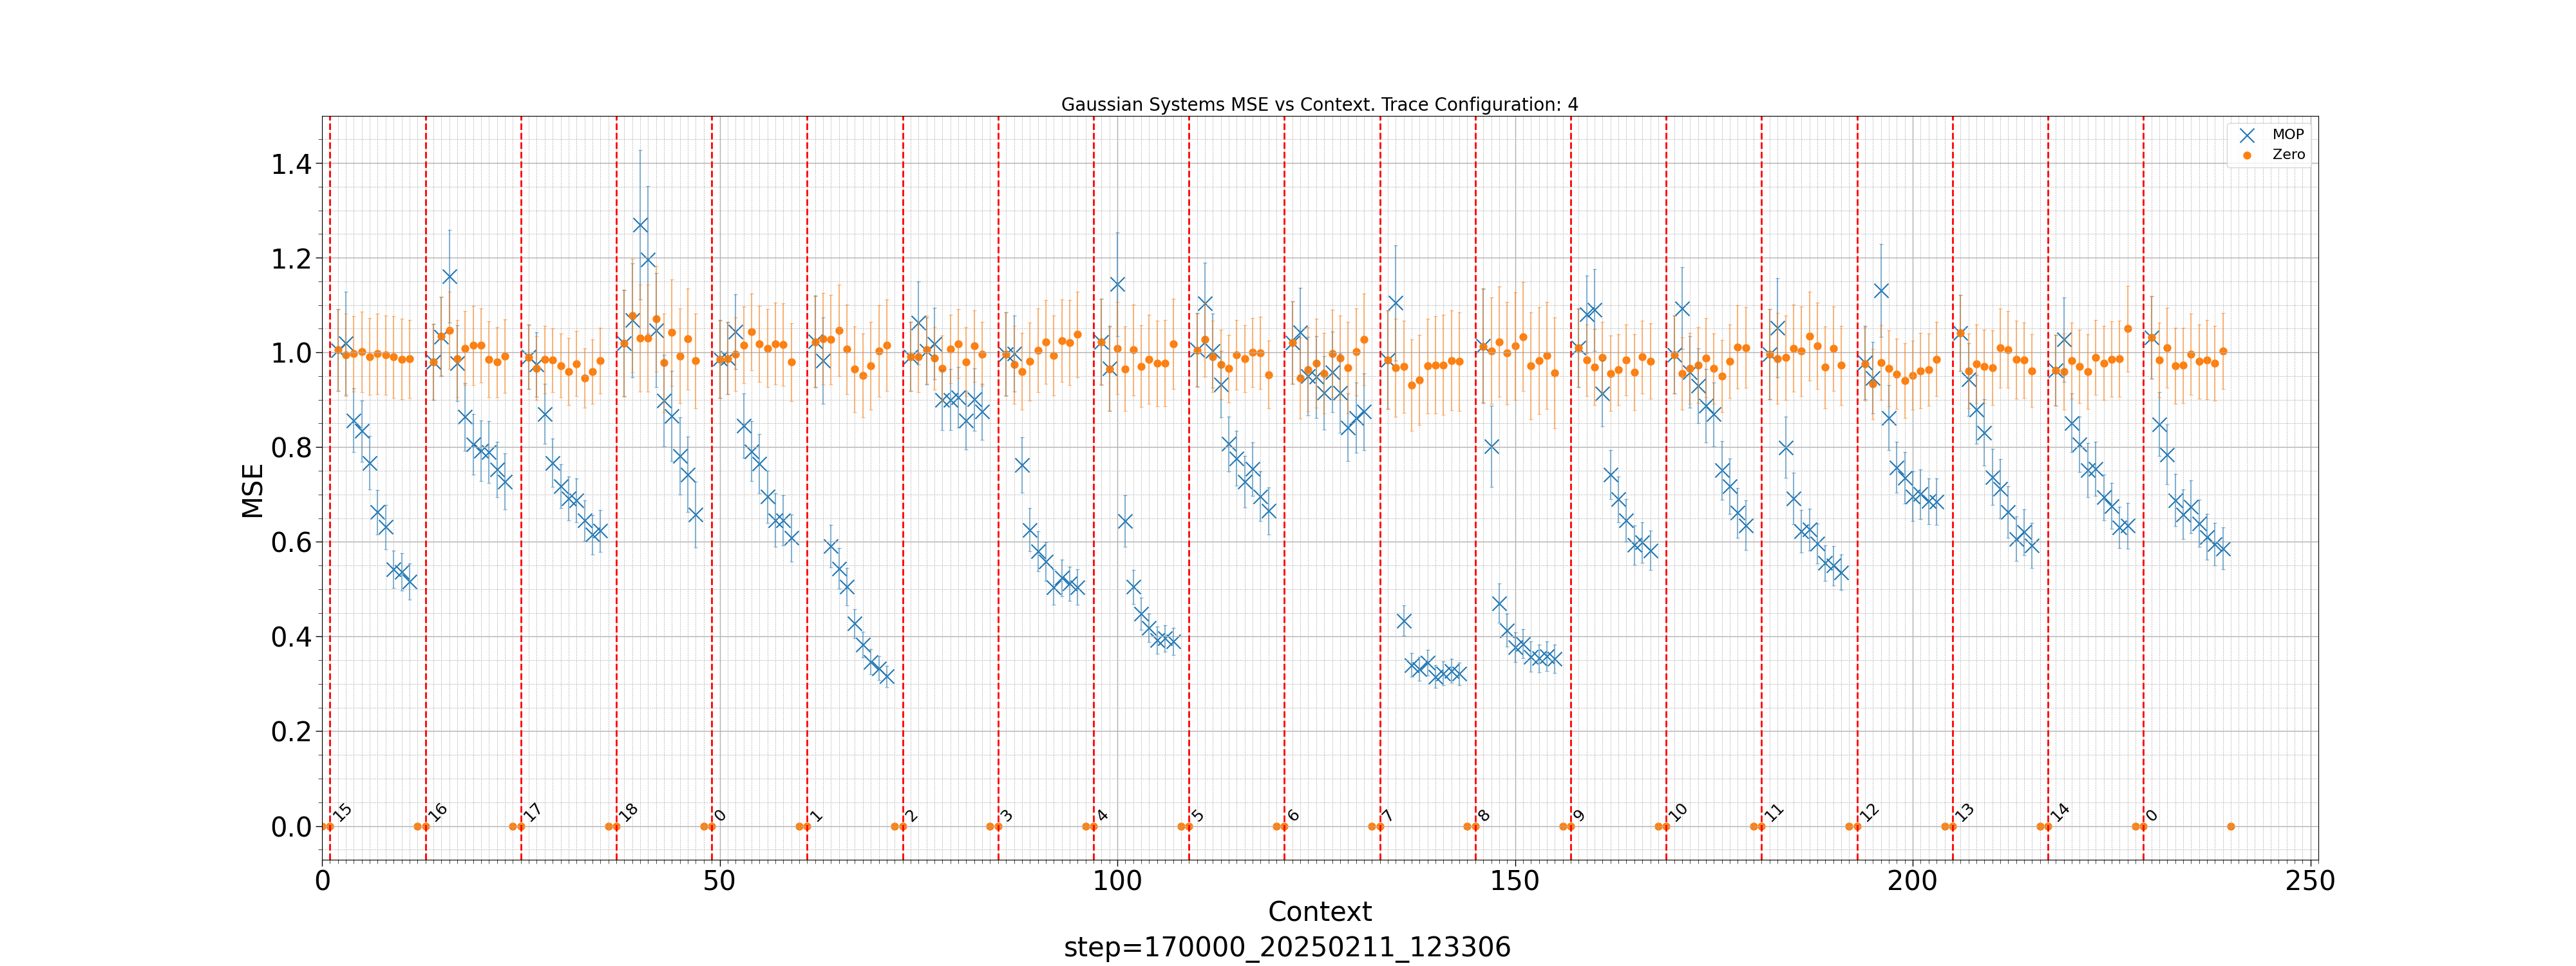 Gaussian Systems MSE vs Context. Trace Configuration: 4
MOP
Zero
1.4
1.2
1.0
0.8
0.6
0.4
0.2
0.0
MSE
15 16 17 18 0 1 2 3 4 5 6 7 8 9 10 11 12 13 14 0
0 50 100 150 200 250
Context
step=170000_20250211_123306